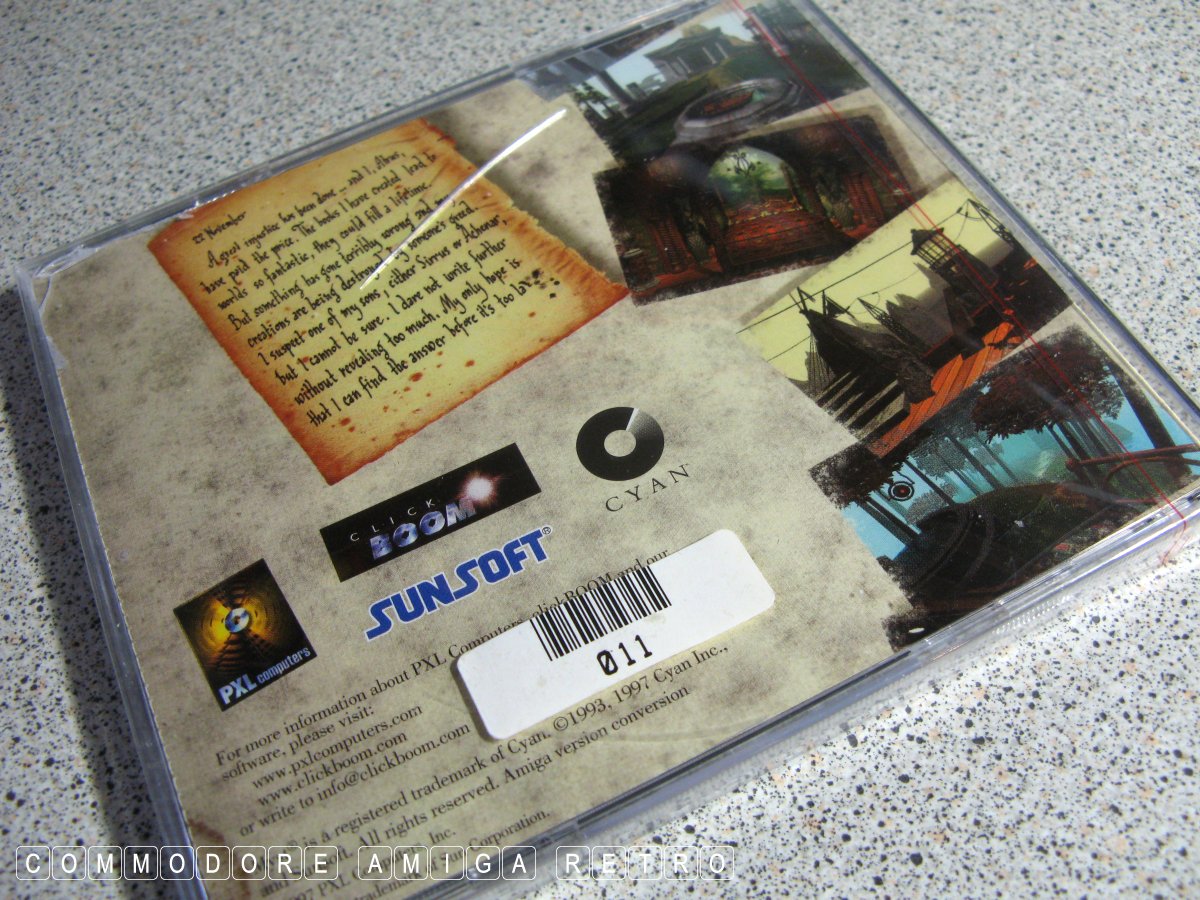 22 November
A great injustice has been done - and I, Atrus,
have paid the price. The books I have created lead to
worlds so fantastic, they could fill a lifetime.
But something has gone terribly wrong and my
creations are being destroyed by someone's greed.
I suspect one of my sons, either Sirrus or Achenar,
but I cannot be sure. I dare not write further
without revealing too much. My only hope is
that I can find the answer before it's too la
CLICK
BOOM
CYAN
SUNSOFT®
PXL computers
011
For more information about PXL Computers, clickBOOM and our
software, please visit:
www.pxlcomputers.com
www.clickboom.com
or write to info@clickboom.com
is a registered trademark of Cyan. ©1993, 1997 Cyan Inc.,
All rights reserved. Amiga version conversion
Inc.
Corporation.
COMMODORE AMIGA RETRO